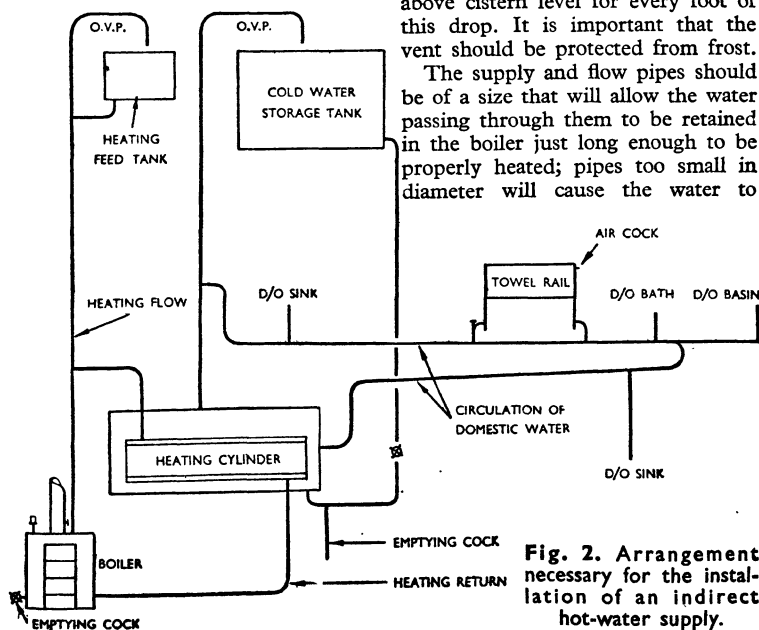 above cistern level for every foot of
this drop. It is important that the
vent should be protected from frost.
The supply and flow pipes should
be of a size that will allow the water
passing through them to be retained
in the boiler just long enough to be
properly heated; pipes too small in
diameter will cause the water to
O.V.P.
O.V.P.
COLD WATER
STORAGE TANK
HEATING
FEED TANK
AIR COCK
TOWEL RAIL
HEATING FLOW
D/O SINK
D/O BATH
D/O BASIN
CIRCULATION OF
DOMESTIC WATER
HEATING CYLINDER
D/O SINK
EMPTYING COCK
BOILER
HEATING RETURN
EMPTYING COCK
Fig. 2. Arrangement
necessary for the instal-
lation of an indirect
hot-water supply.